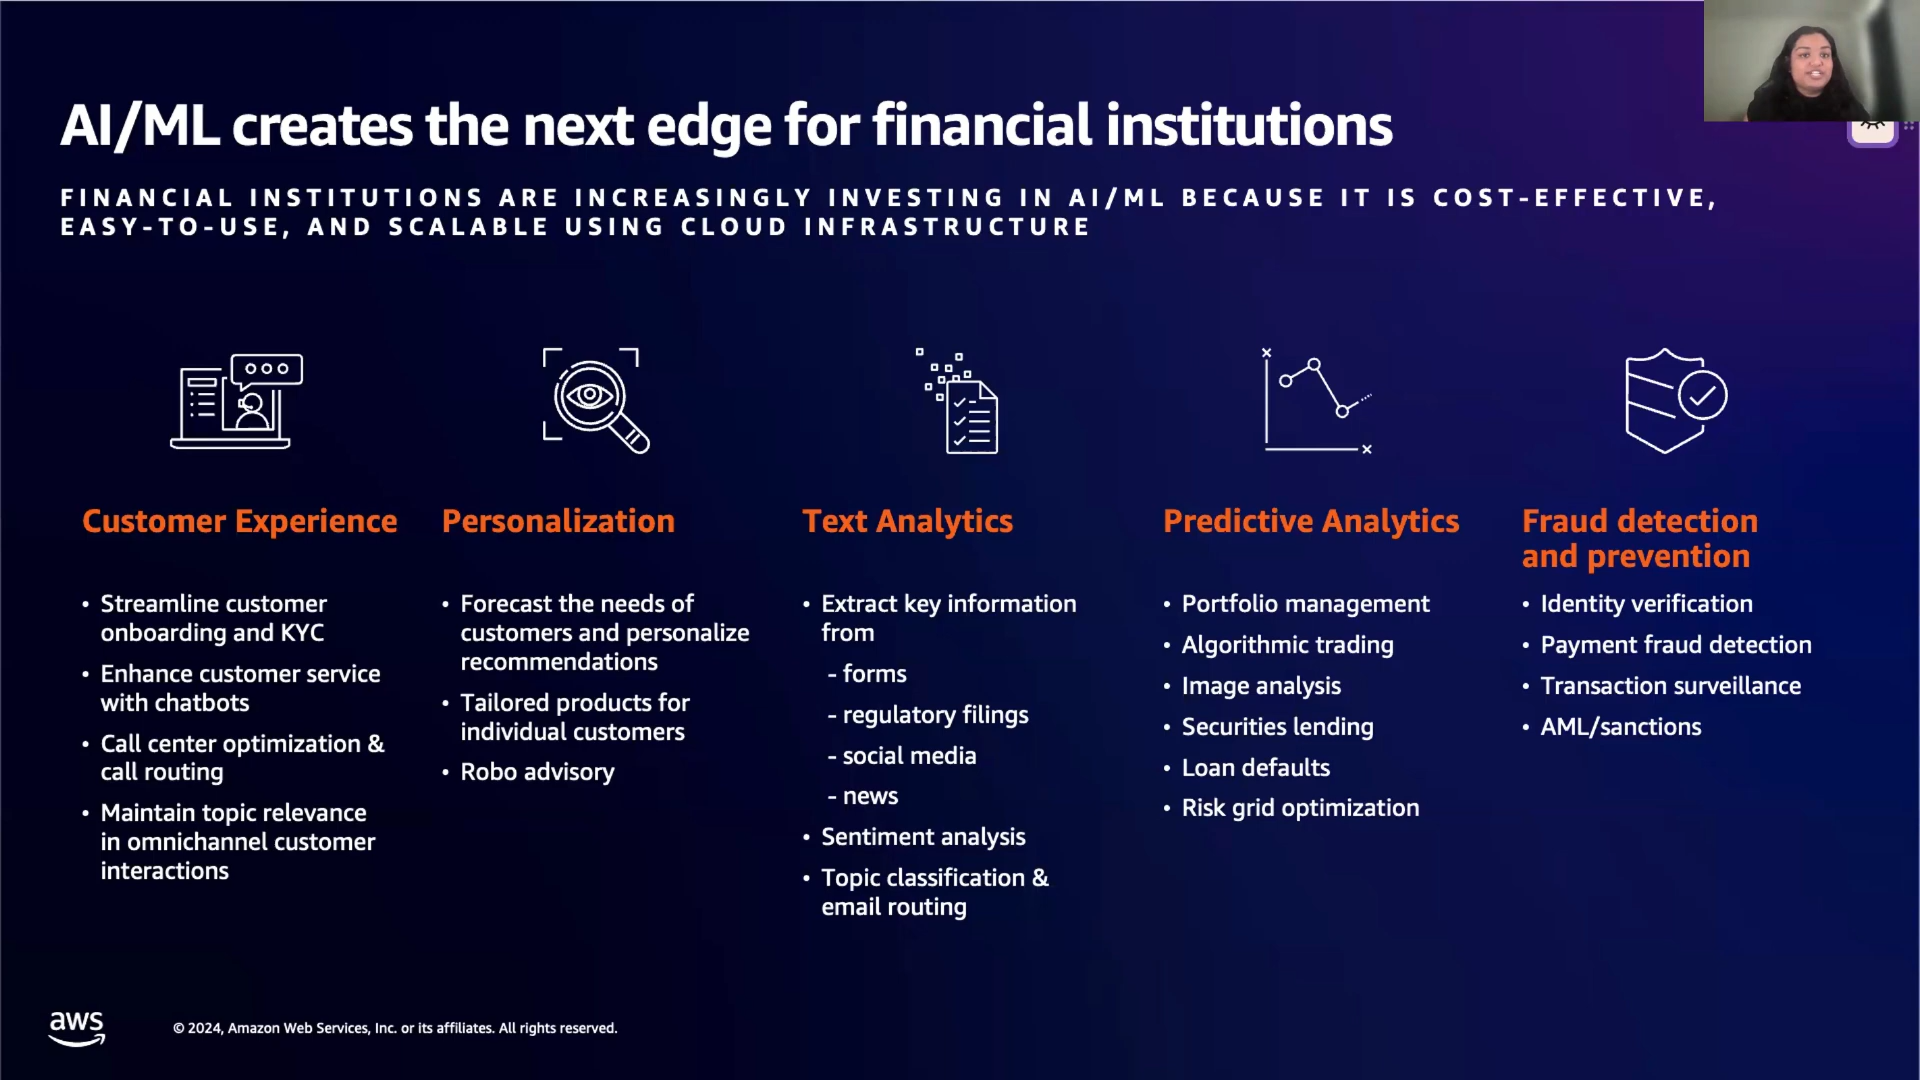 AI/ML creates the next edge for financial institutions
FINANCIAL INSTITUTIONS ARE INCREASINGLY INVESTING IN AI/ML BECAUSE IT IS COST-EFFECTIVE,
EASY-TO-USE, AND SCALABLE USING CLOUD INFRASTRUCTURE
Customer Experience
• Streamline customer
onboarding and KYC
• Enhance customer service
with chatbots
• Call center optimization &
call routing
• Maintain topic relevance
in omnichannel customer
interactions
Personalization
• Forecast the needs of
customers and personalize
recommendations
• Tailored products for
individual customers
• Robo advisory
Text Analytics
• Extract key information
from
- forms
- regulatory filings
- social media
- news
• Sentiment analysis
• Topic classification &
email routing
Predictive Analytics
• Portfolio management
• Algorithmic trading
• Image analysis
• Securities lending
• Loan defaults
• Risk grid optimization
Fraud detection
and prevention
• Identity verification
• Payment fraud detection
• Transaction surveillance
• AML/sanctions
aws
© 2024, Amazon Web Services, Inc. or its affiliates. All rights reserved.